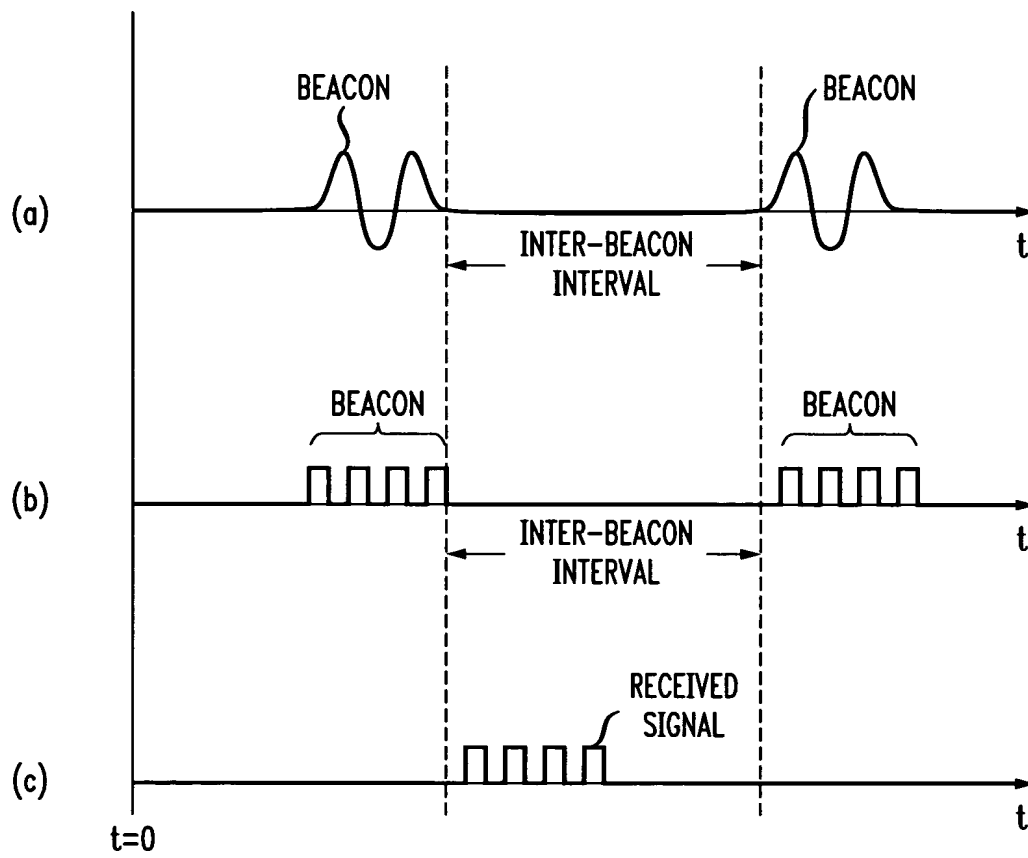 BEACON
BEACON
(a)
t
INTER-BEACON
INTERVAL
BEACON
BEACON
(b)
t
INTER-BEACON
INTERVAL
RECEIVED
SIGNAL
(c)
t
t=0